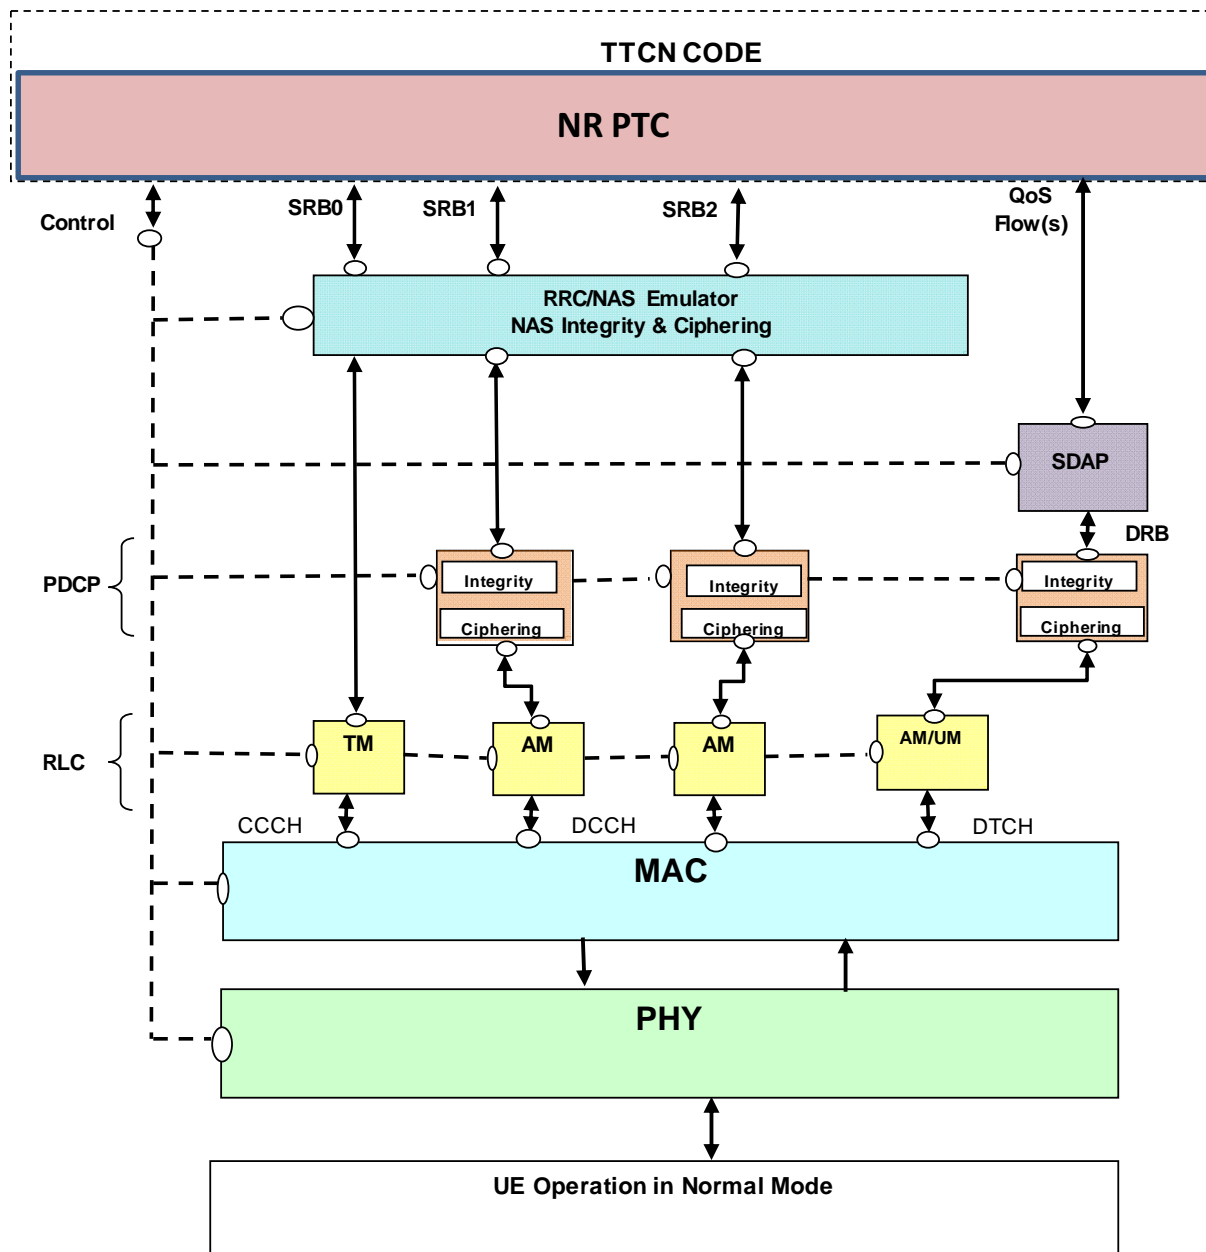 TTCN CODE
NR PTC
Control
SRB0
SRB1
SRB2
QoS
Flow(s)
RRC/NAS Emulator
NAS Integrity & Ciphering
SDAP
DRB
PDCP
Integrity
Ciphering
Integrity
Ciphering
Integrity
Ciphering
RLC
TM
AM
AM
AM/UM
CCCH
DCCH
DTCH
MAC
PHY
UE Operation in Normal Mode